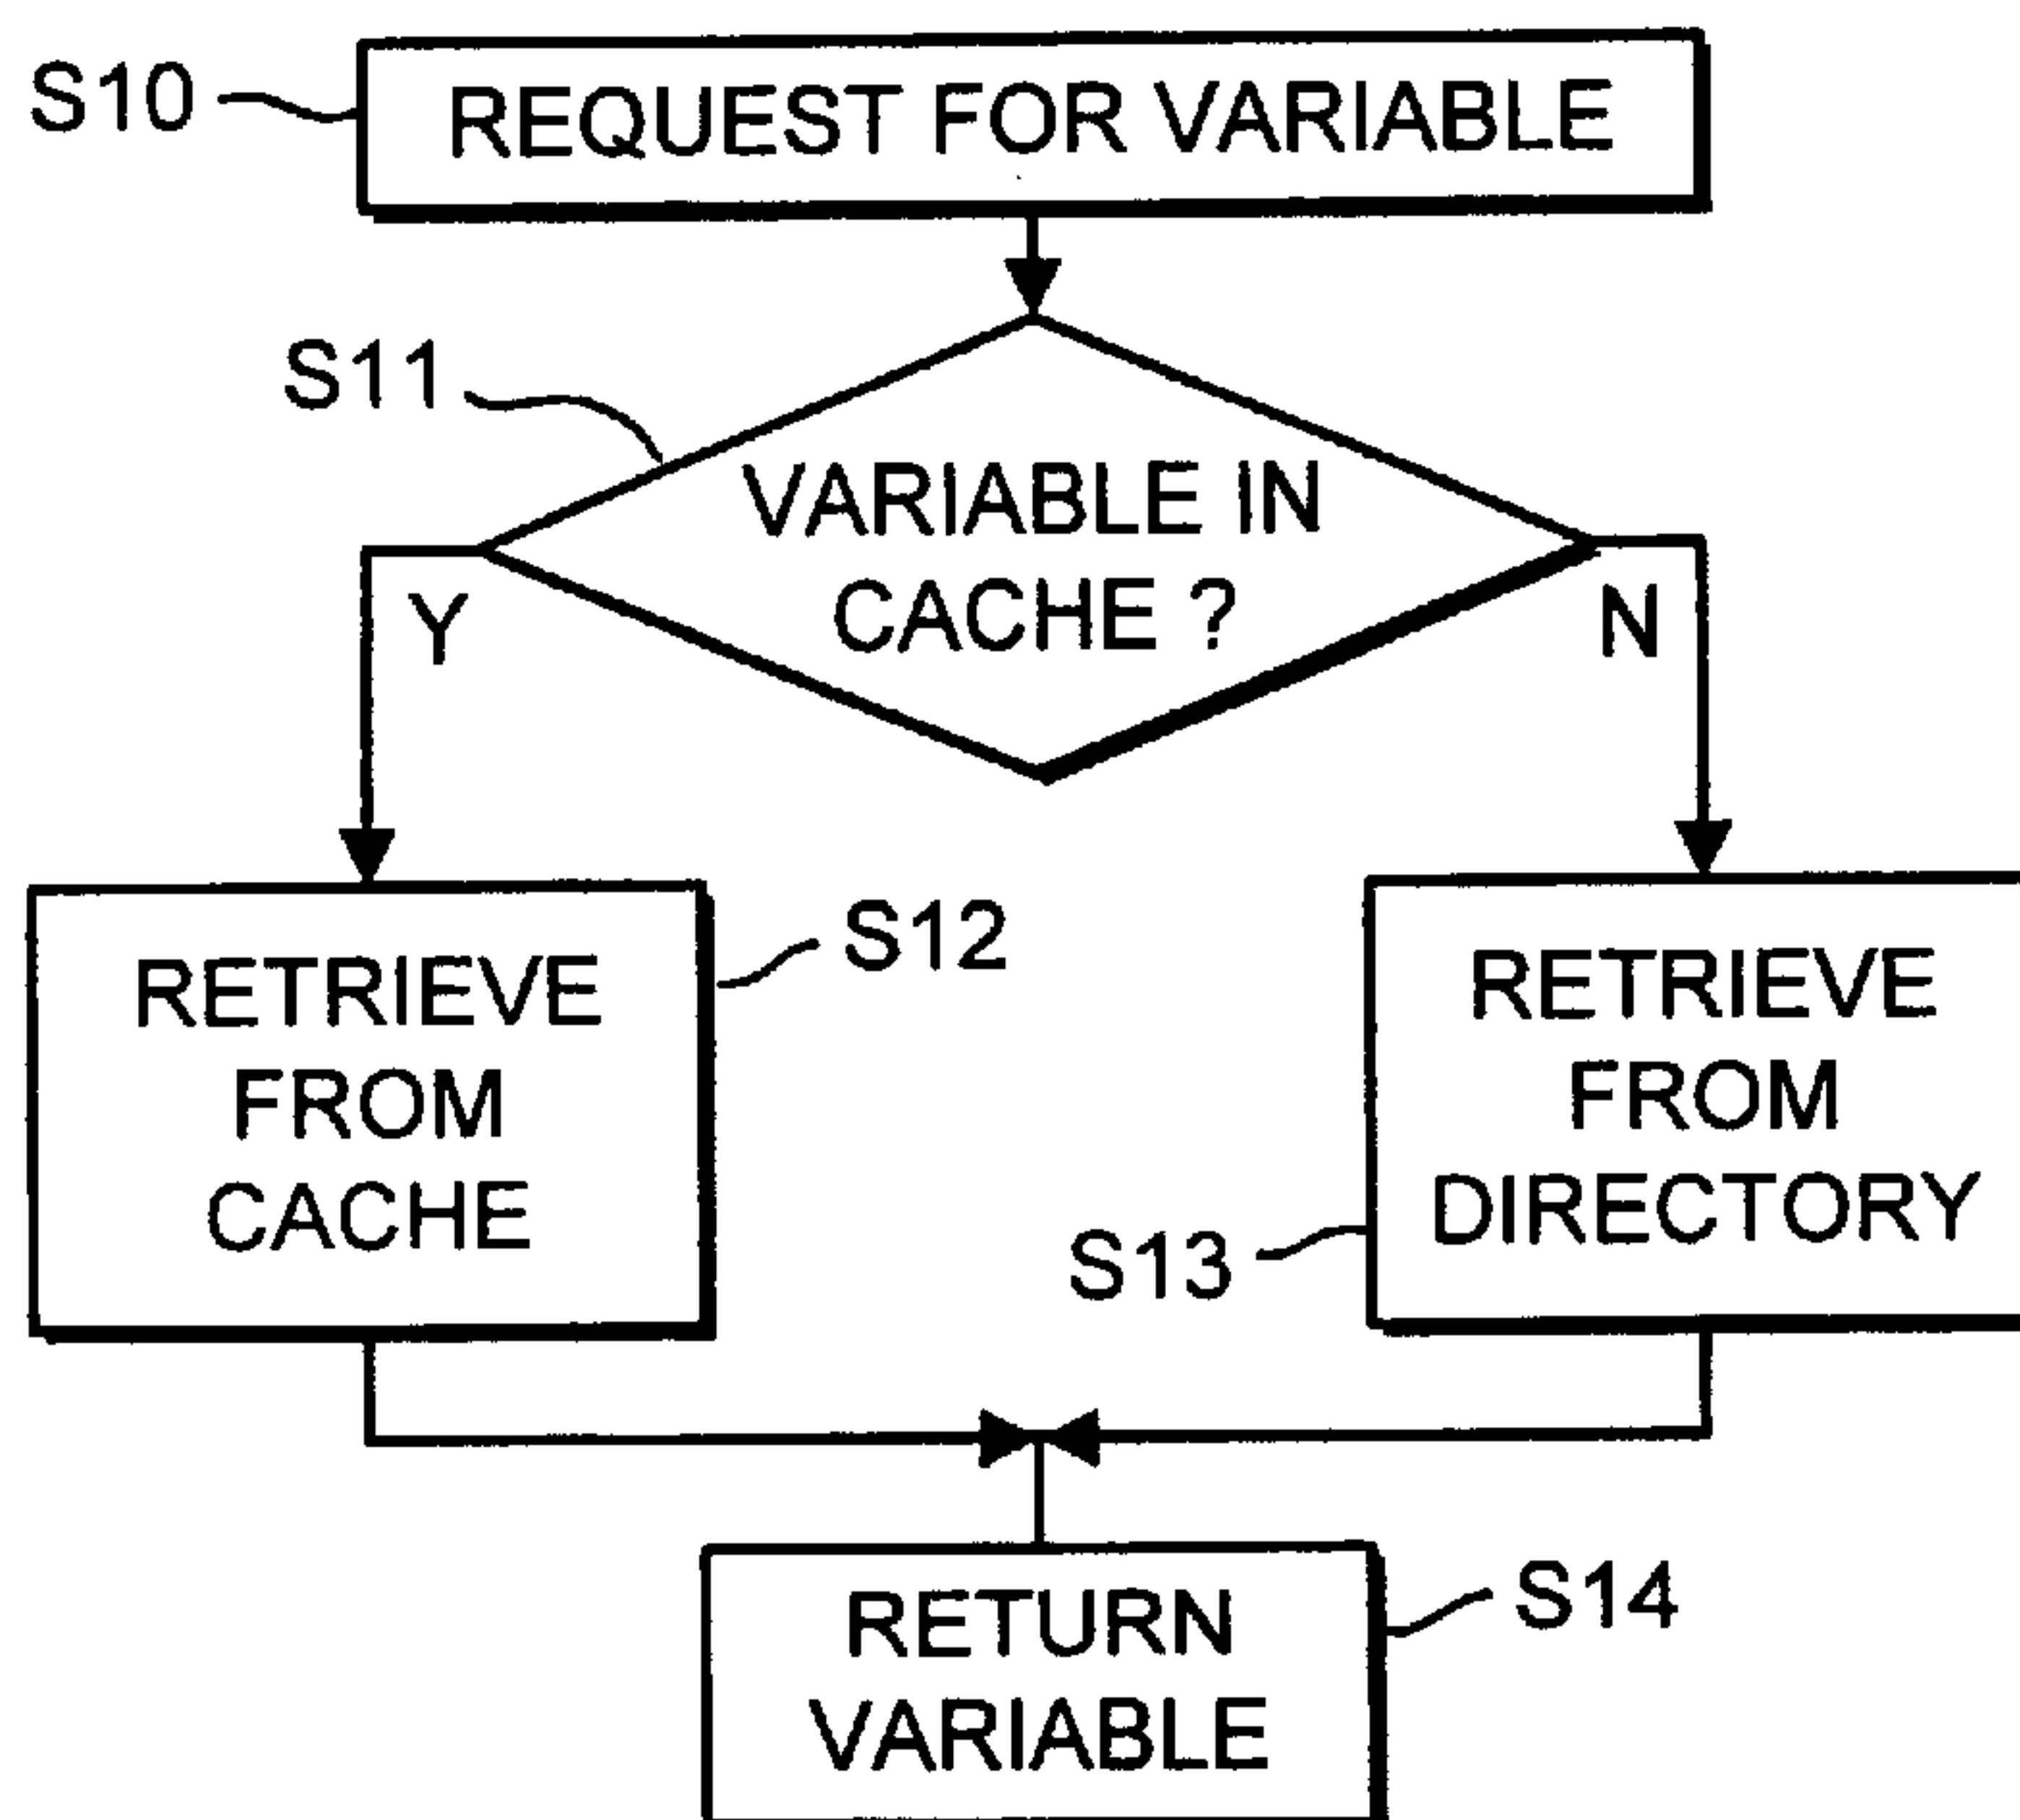 S10
REQUEST FOR VARIABLE
S11
VARIABLE IN
CACHE ?
Y
N
RETRIEVE
FROM
CACHE
S12
RETRIEVE
FROM
DIRECTORY
S13
RETURN
VARIABLE
S14